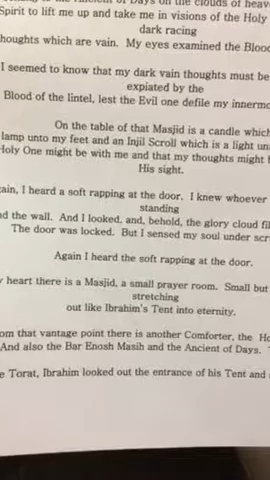 Days on the clouds of heav
Spirit to lift me up and take me in visions of the Holy
dark racing
houghts which are vain. My eyes examined the Blood
I seemed to know that my dark vain thoughts must be
expiated by the
Blood of the lintel, lest the Evil one defile my innermo
On the table of that Masjid is a candle which
lamp unto my feet and an Injil Scroll which is a light un
Holy One might be with me and that my thoughts might
His sight.
ain, I heard a soft rapping at the door. I knew whoever
standing
nd the wall. And I looked, and, behold, the glory cloud fil
The door was locked. But I sensed my soul under scr
Again I heard the soft rapping at the door.
y heart there is a Masjid, a small prayer room. Small but
stretching
out like Ibrahim's Tent into eternity.
om that vantage point there is another Comforter, the Ho
And also the Bar Enosh Masih and the Ancient of Days.
e Torat, Ibrahim looked out the entrance of his Tent and